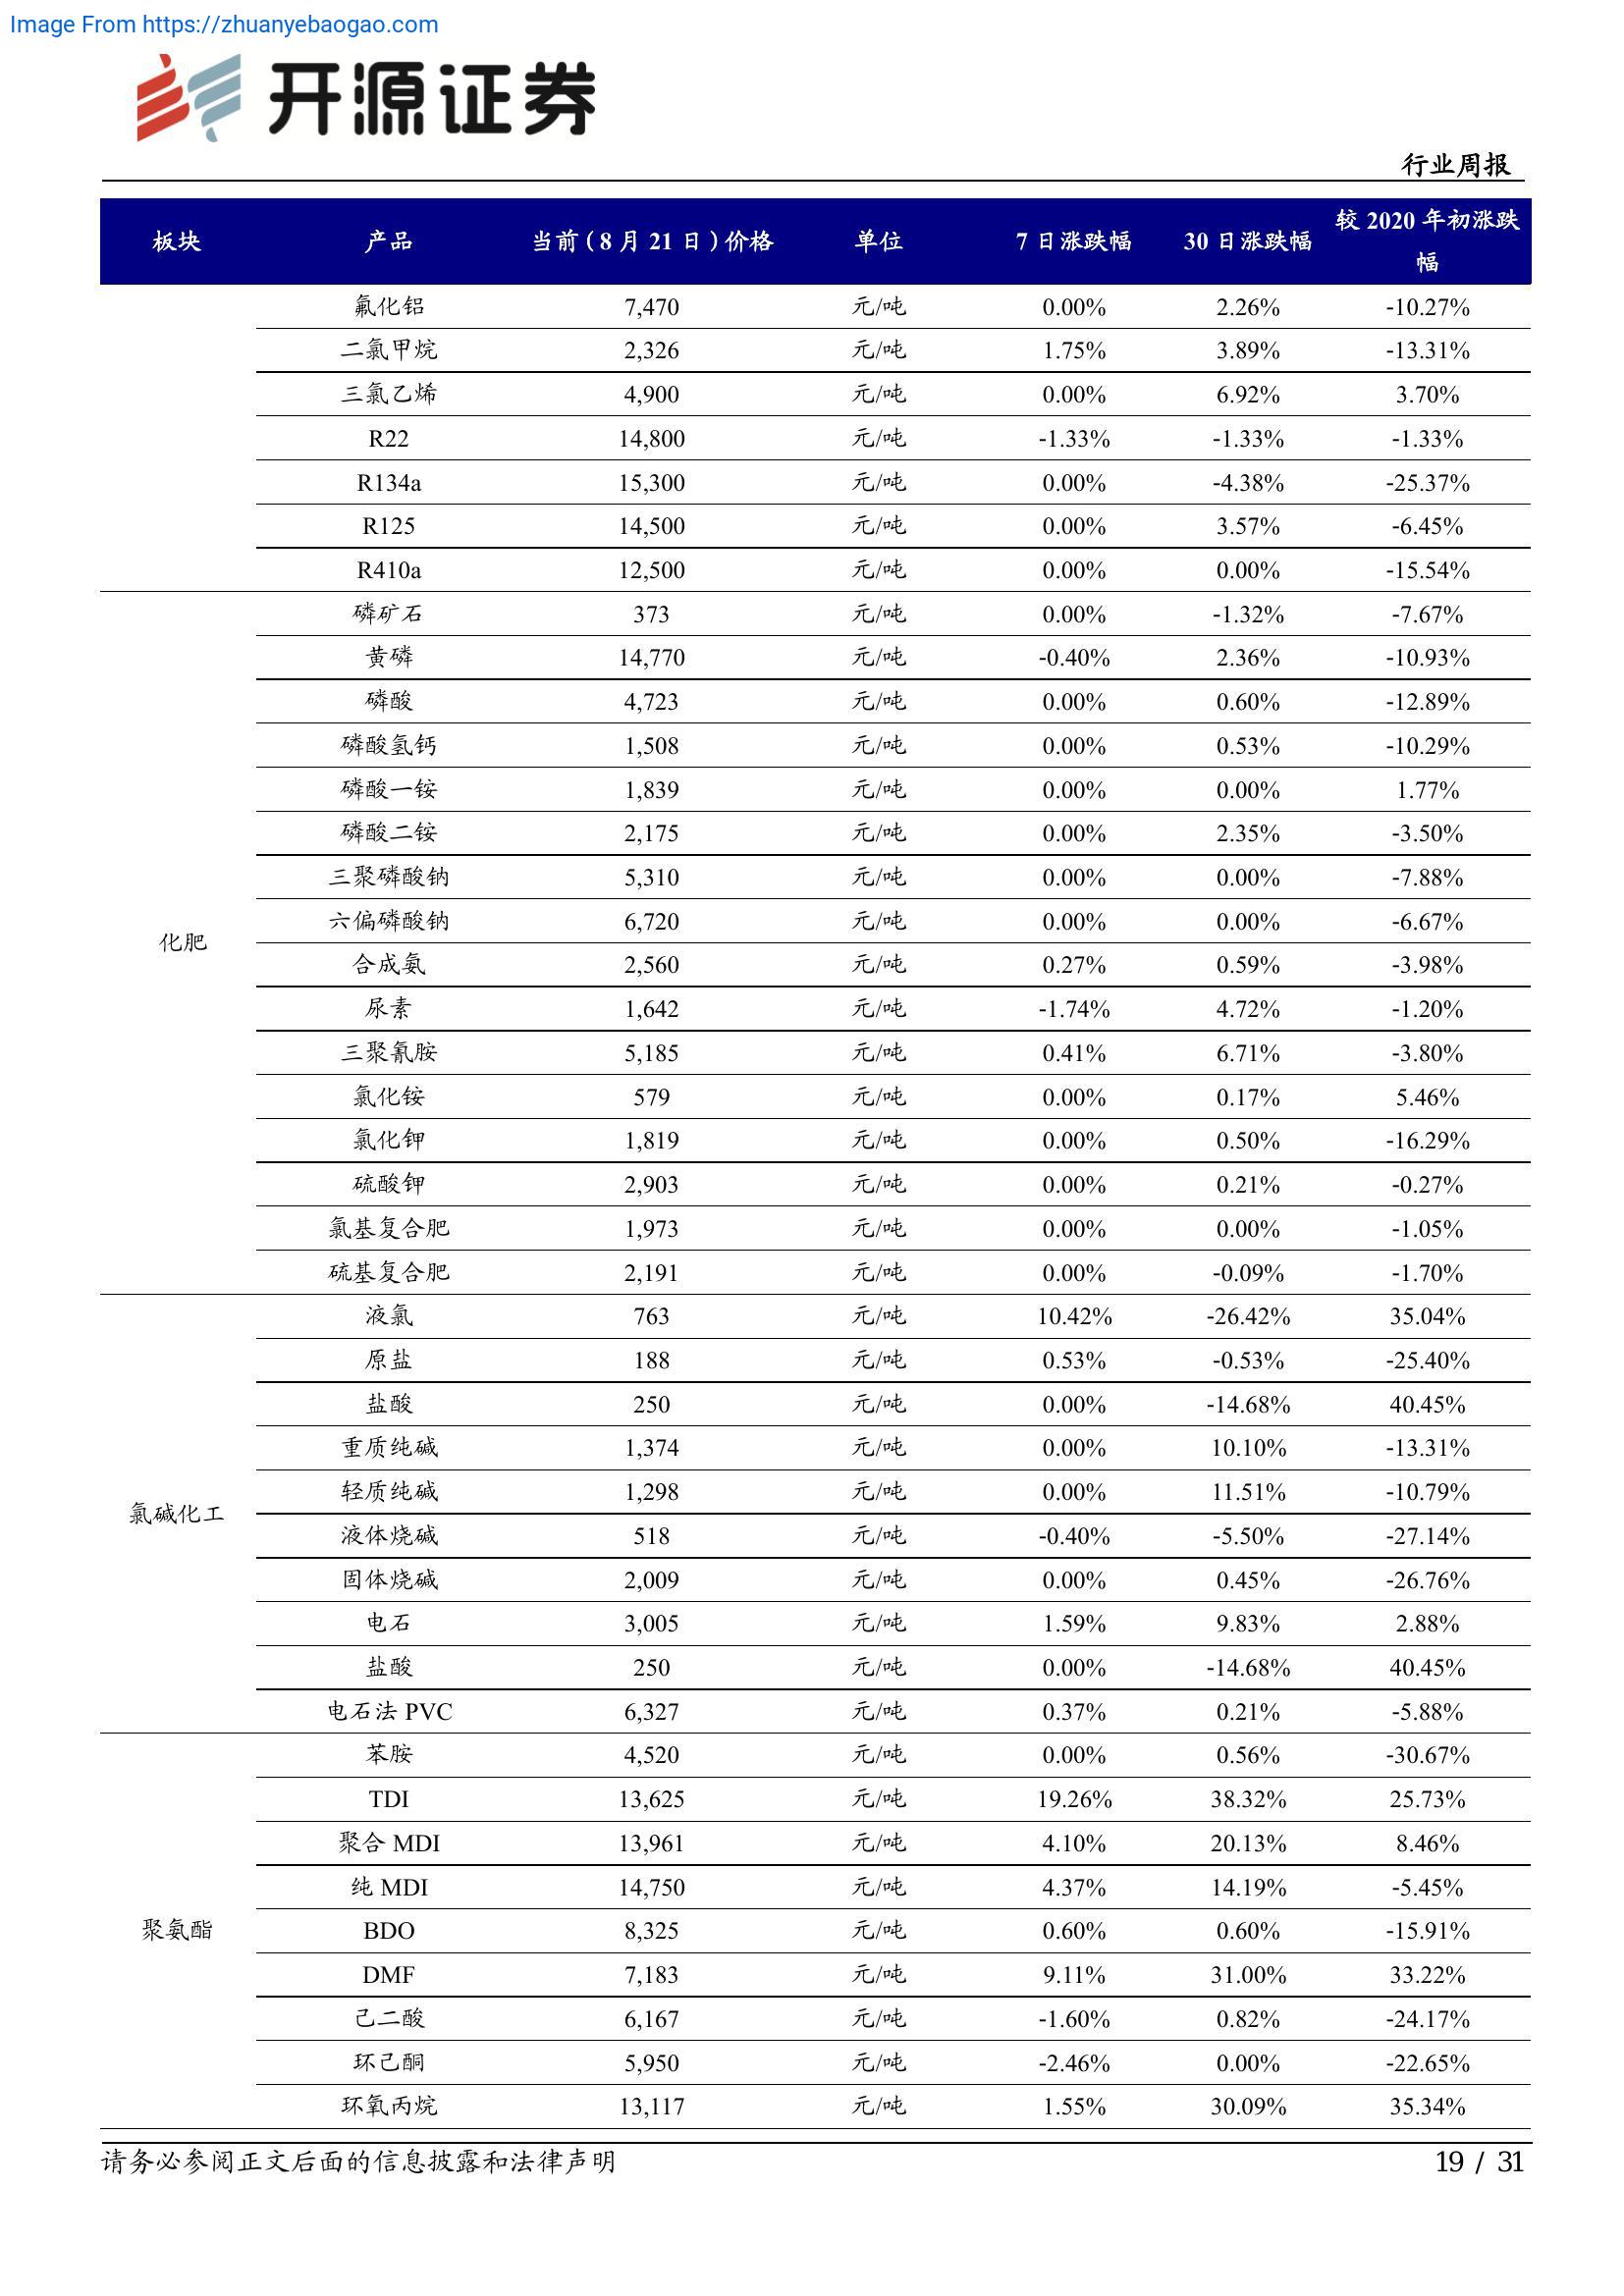 Image From https://zhuanyebaogao.com
开源证券
行业周报
板块 产品 当前(8 月 21 日)价格 单位 7 日涨跌幅 30 日涨跌幅 较 2020 年初涨跌幅
氟化铝 7,470 元/吨 0.00% 2.26% -10.27%
二氯甲烷 2,326 元/吨 1.75% 3.89% -13.31%
三氯乙烯 4,900 元/吨 0.00% 6.92% 3.70%
R22 14,800 元/吨 -1.33% -1.33% -1.33%
R134a 15,300 元/吨 0.00% -4.38% -25.37%
R125 14,500 元/吨 0.00% 3.57% -6.45%
R410a 12,500 元/吨 0.00% 0.00% -15.54%
化肥
磷矿石 373 元/吨 0.00% -1.32% -7.67%
黄磷 14,770 元/吨 -0.40% 2.36% -10.93%
磷酸 4,723 元/吨 0.00% 0.60% -12.89%
磷酸氢钙 1,508 元/吨 0.00% 0.53% -10.29%
磷酸一铵 1,839 元/吨 0.00% 0.00% 1.77%
磷酸二铵 2,175 元/吨 0.00% 2.35% -3.50%
三聚磷酸钠 5,310 元/吨 0.00% 0.00% -7.88%
六偏磷酸钠 6,720 元/吨 0.00% 0.00% -6.67%
合成氨 2,560 元/吨 0.27% 0.59% -3.98%
尿素 1,642 元/吨 -1.74% 4.72% -1.20%
三聚氰胺 5,185 元/吨 0.41% 6.71% -3.80%
氯化铵 579 元/吨 0.00% 0.17% 5.46%
氯化钾 1,819 元/吨 0.00% 0.50% -16.29%
硫酸钾 2,903 元/吨 0.00% 0.21% -0.27%
氯基复合肥 1,973 元/吨 0.00% 0.00% -1.05%
硫基复合肥 2,191 元/吨 0.00% -0.09% -1.70%
氯碱化工
液氯 763 元/吨 10.42% -26.42% 35.04%
原盐 188 元/吨 0.53% -0.53% -25.40%
盐酸 250 元/吨 0.00% -14.68% 40.45%
重质纯碱 1,374 元/吨 0.00% 10.10% -13.31%
轻质纯碱 1,298 元/吨 0.00% 11.51% -10.79%
液体烧碱 518 元/吨 -0.40% -5.50% -27.14%
固体烧碱 2,009 元/吨 0.00% 0.45% -26.76%
电石 3,005 元/吨 1.59% 9.83% 2.88%
盐酸 250 元/吨 0.00% -14.68% 40.45%
电石法 PVC 6,327 元/吨 0.37% 0.21% -5.88%
聚氨酯
苯胺 4,520 元/吨 0.00% 0.56% -30.67%
TDI 13,625 元/吨 19.26% 38.32% 25.73%
聚合 MDI 13,961 元/吨 4.10% 20.13% 8.46%
纯 MDI 14,750 元/吨 4.37% 14.19% -5.45%
BDO 8,325 元/吨 0.60% 0.60% -15.91%
DMF 7,183 元/吨 9.11% 31.00% 33.22%
己二酸 6,167 元/吨 -1.60% 0.82% -24.17%
环己酮 5,950 元/吨 -2.46% 0.00% -22.65%
环氧丙烷 13,117 元/吨 1.55% 30.09% 35.34%
请务必参阅正文后面的信息披露和法律声明 19 / 31